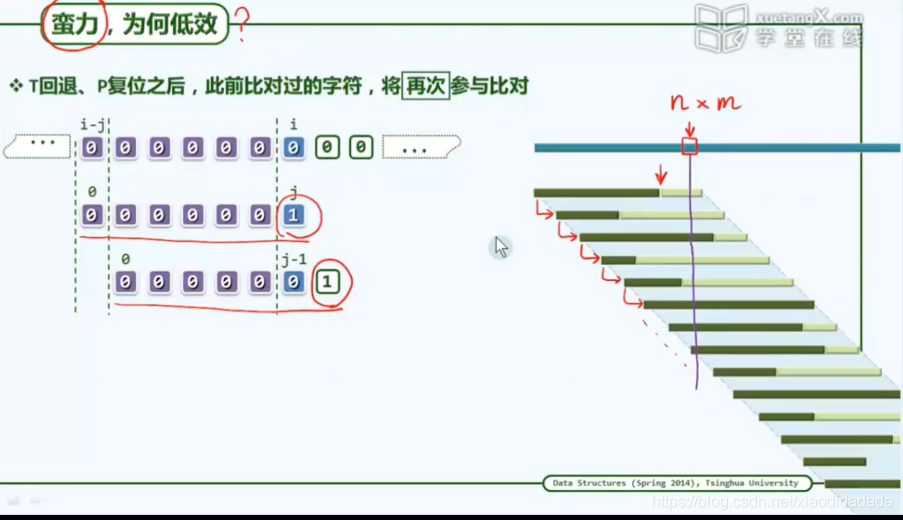 蛮力，为何低效?
xuetangX.com
学堂在线
❖ T回退、P复位之后，此前比对过的字符，将再次参与比对
n × m
i-j i
... 0 0 0 0 0 0 0 0 0 ...
0 j
0 0 0 0 0 0 1
0 j-1
0 0 0 0 0 0 1
Data Structures (Spring 2014), Tsinghua University
https://blog.csdn.net/xiaodidadada